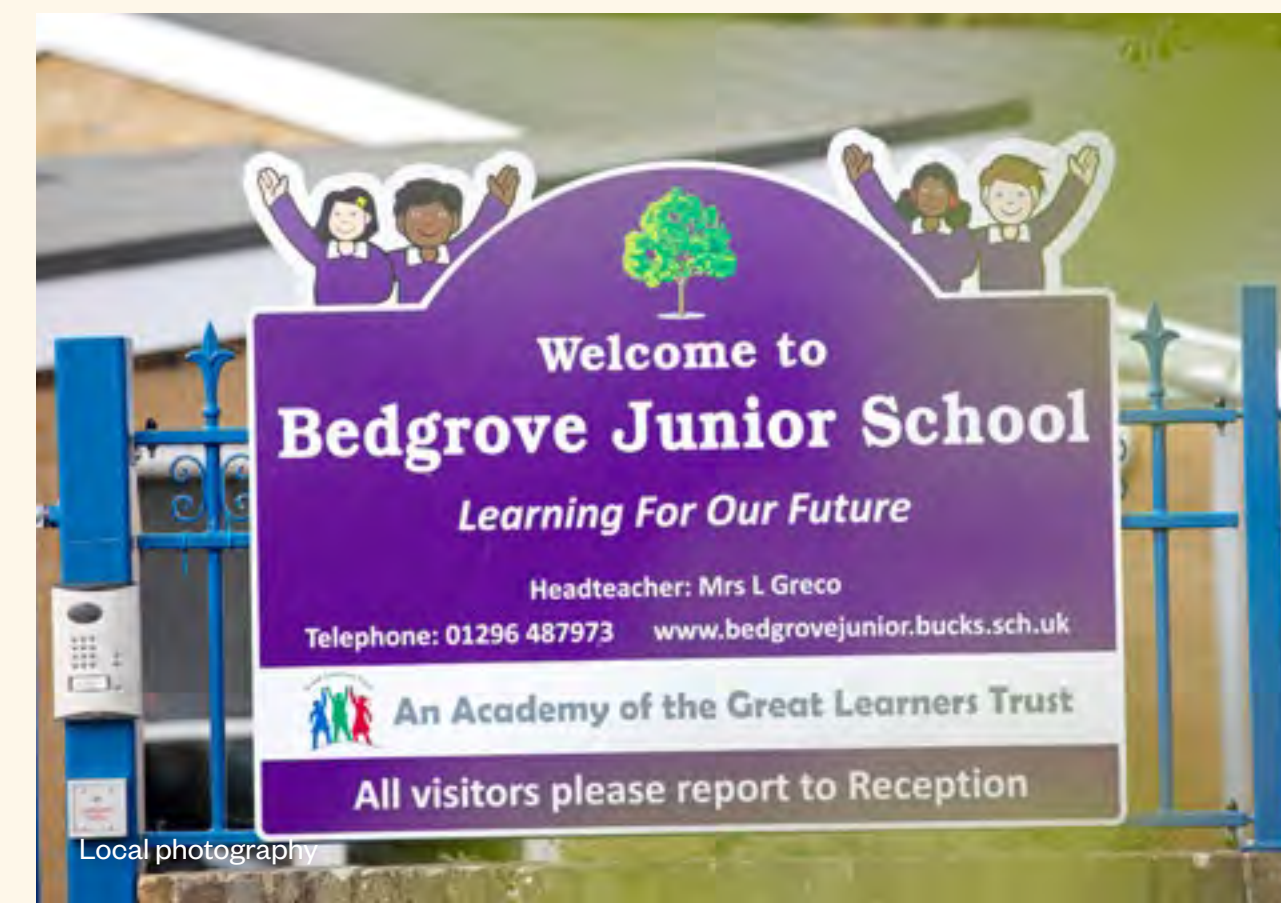 Welcome to
Bedgrove Junior School
Learning For Our Future
Headteacher: Mrs L Greco
Telephone: 01296 487973 www.bedgrovejunior.bucks.sch.uk
An Academy of the Great Learners Trust
All visitors please report to Reception
Local photography